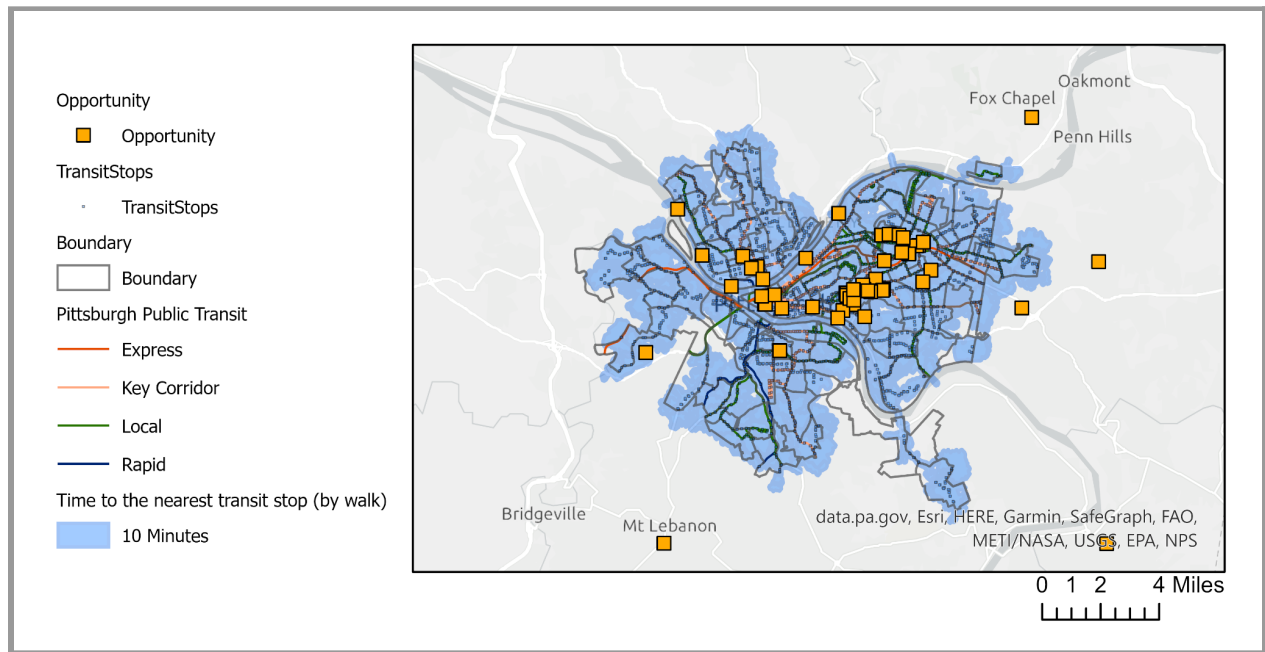 Opportunity
Opportunity
TransitStops
TransitStops
Boundary
Boundary
Pittsburgh Public Transit
Express
Key Corridor
Local
Rapid
Time to the nearest transit stop (by walk)
10 Minutes
Oakmont
Fox Chapel
Penn Hills
Bridgeville
Mt Lebanon
data.pa.gov, Esri, HERE, Garmin, SafeGraph, FAO,
METI/NASA, USGS, EPA, NPS
0 1 2 4 Miles